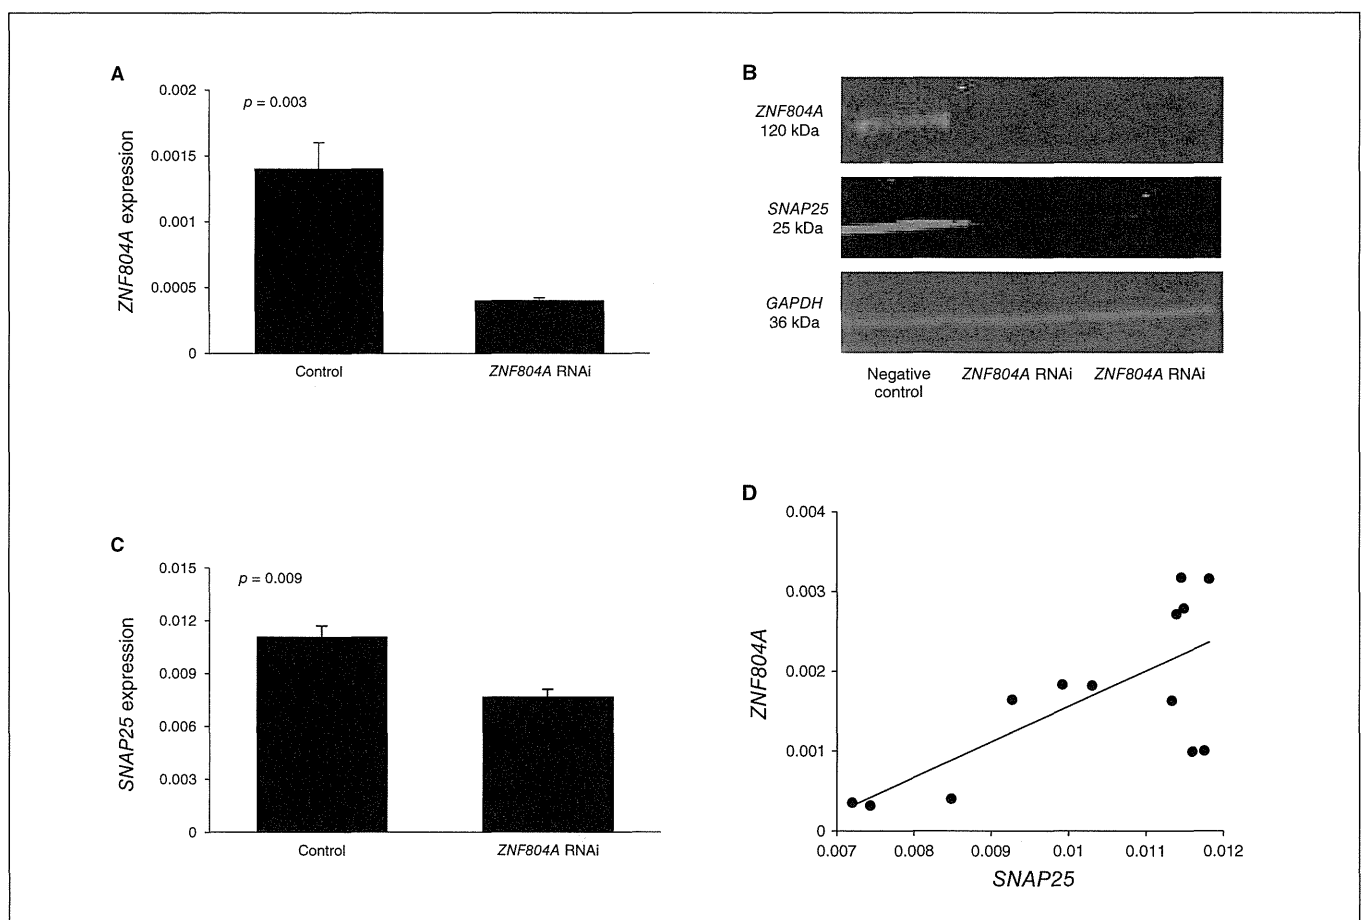 A
0.002
p = 0.003
0.0015
0.001
0.0005
0
ZNF804A expression
Control
ZNF804A RNAi
B
ZNF804A
120 kDa
SNAP25
25 kDa
GAPDH
36 kDa
Negative
control
ZNF804A RNAi
ZNF804A RNAi
C
0.015
p = 0.009
0.012
0.009
0.006
0.003
0
SNAP25 expression
Control
ZNF804A RNAi
D
0.004
0.003
0.002
0.001
0
ZNF804A
0.007
0.008
0.009
0.01
0.011
0.012
SNAP25